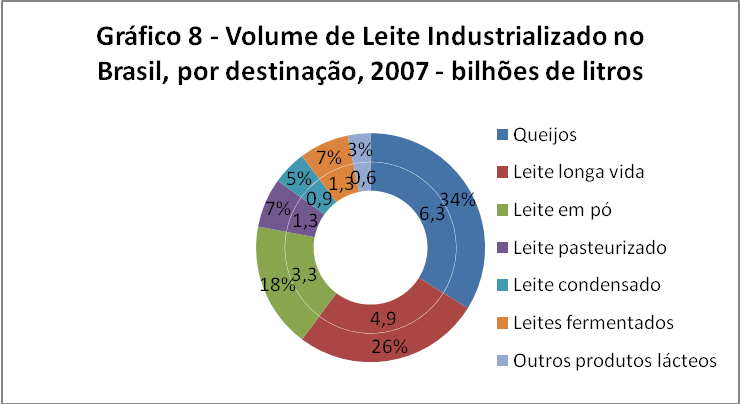 Gráfico 8 - Volume de Leite Industrializado no
Brasil, por destinação, 2007 - bilhões de litros
Queijos
Leite longa vida
Leite em pó
Leite pasteurizado
Leite condensado
Leites fermentados
Outros produtos lácteos
34%
6,3
26%
4,9
18%
3,3
7%
1,3
5%
0,9
7%
1,3
3%
0,6